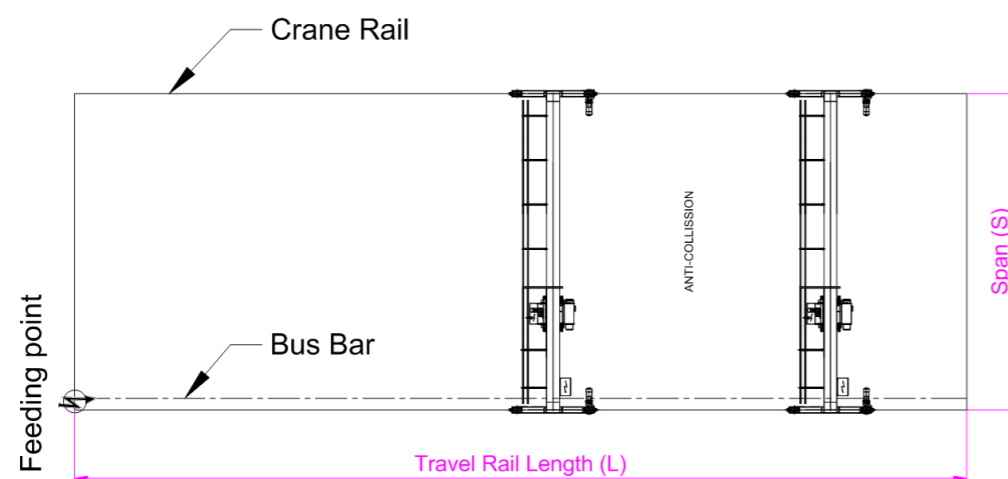 Crane Rail
ANTI-COLLISSION
Span (S)
Bus Bar
Feeding point
Travel Rail Length (L)